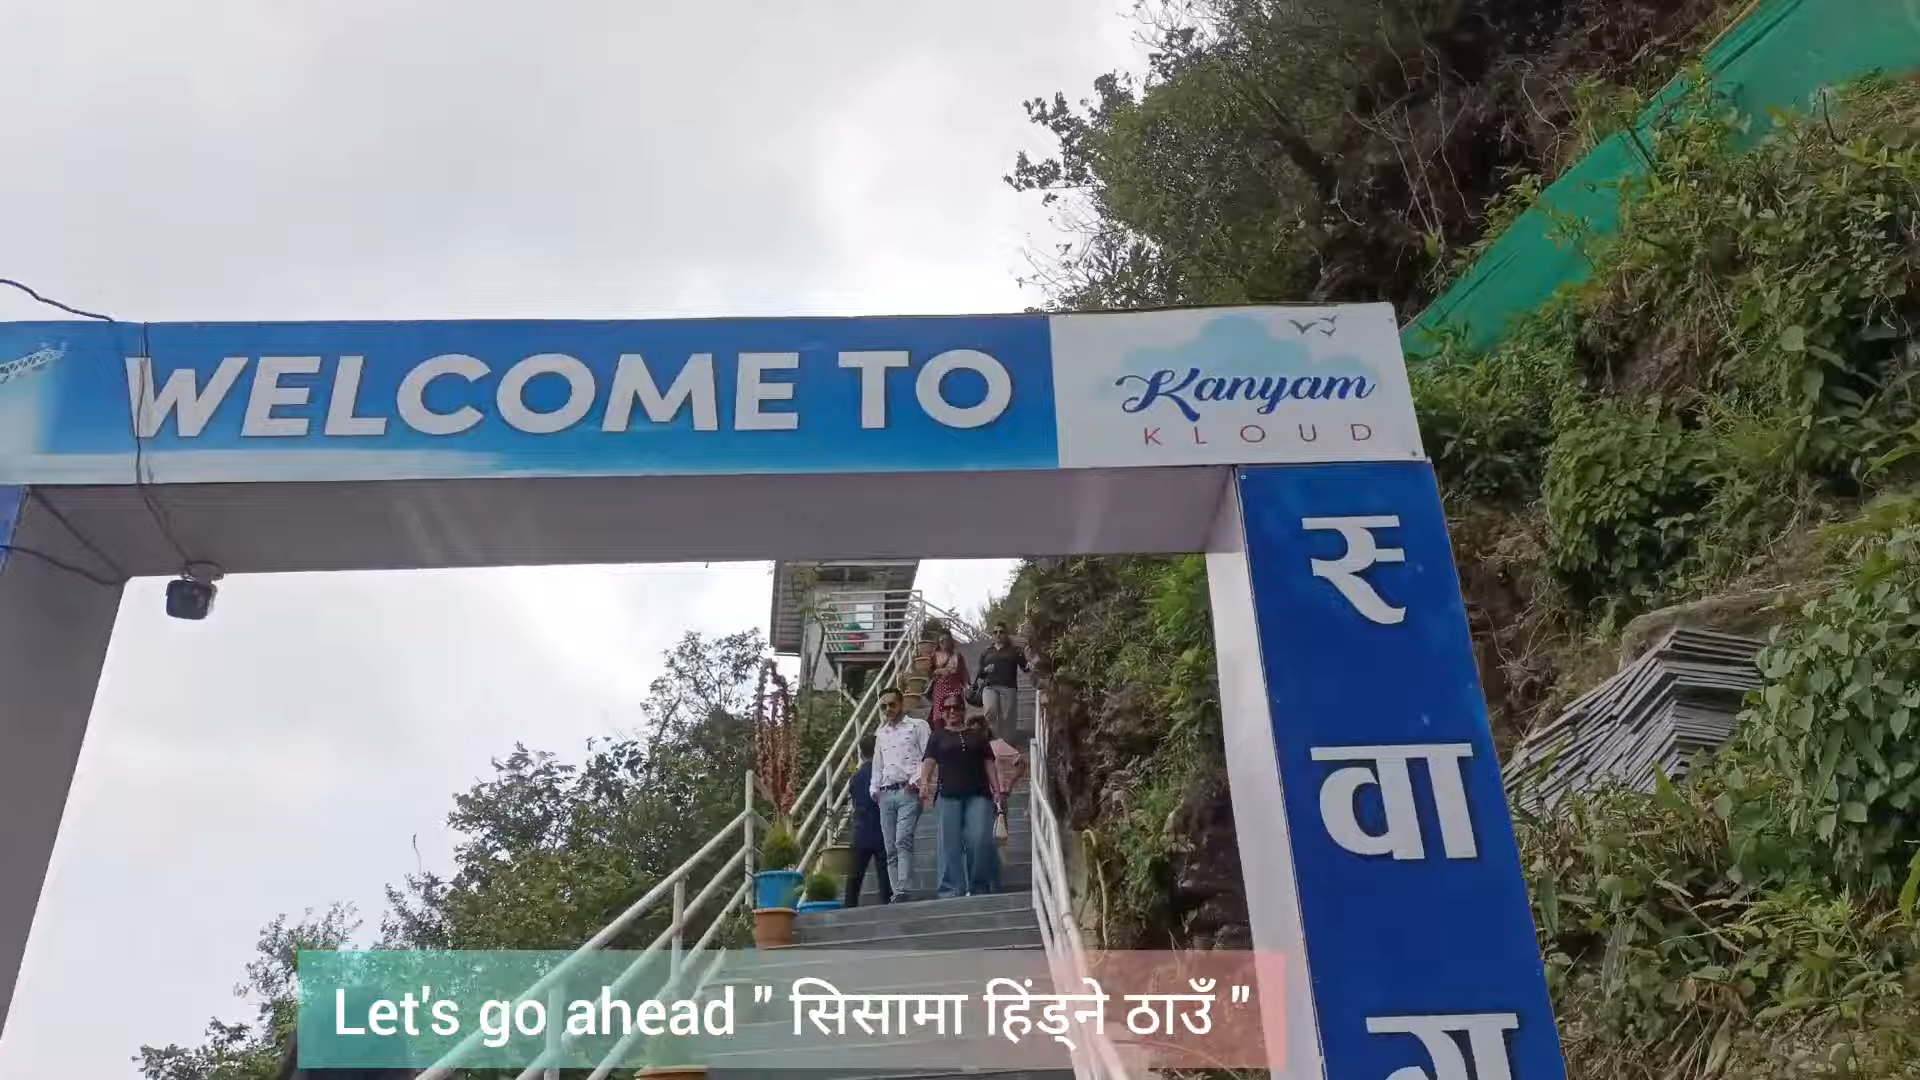 WELCOME TO
Kanyam
KLOUD
स्
वा
Let's go ahead " सिसामा हिंड्ने ठाउँ "